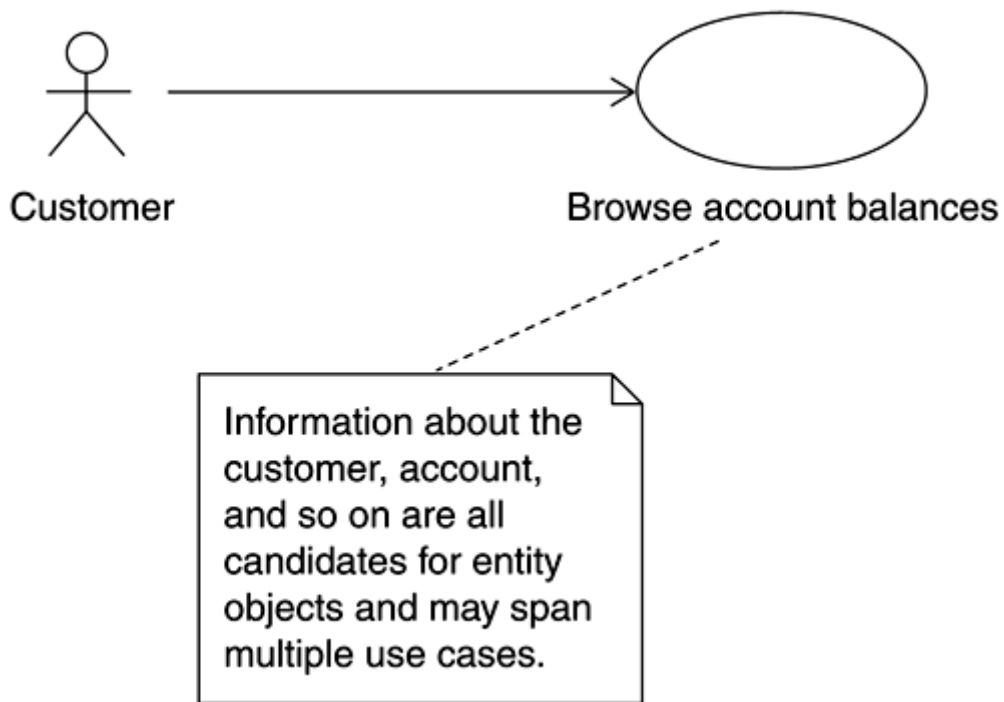 Customer
Browse account balances
Information about the
customer, account,
and so on are all
candidates for entity
objects and may span
multiple use cases.